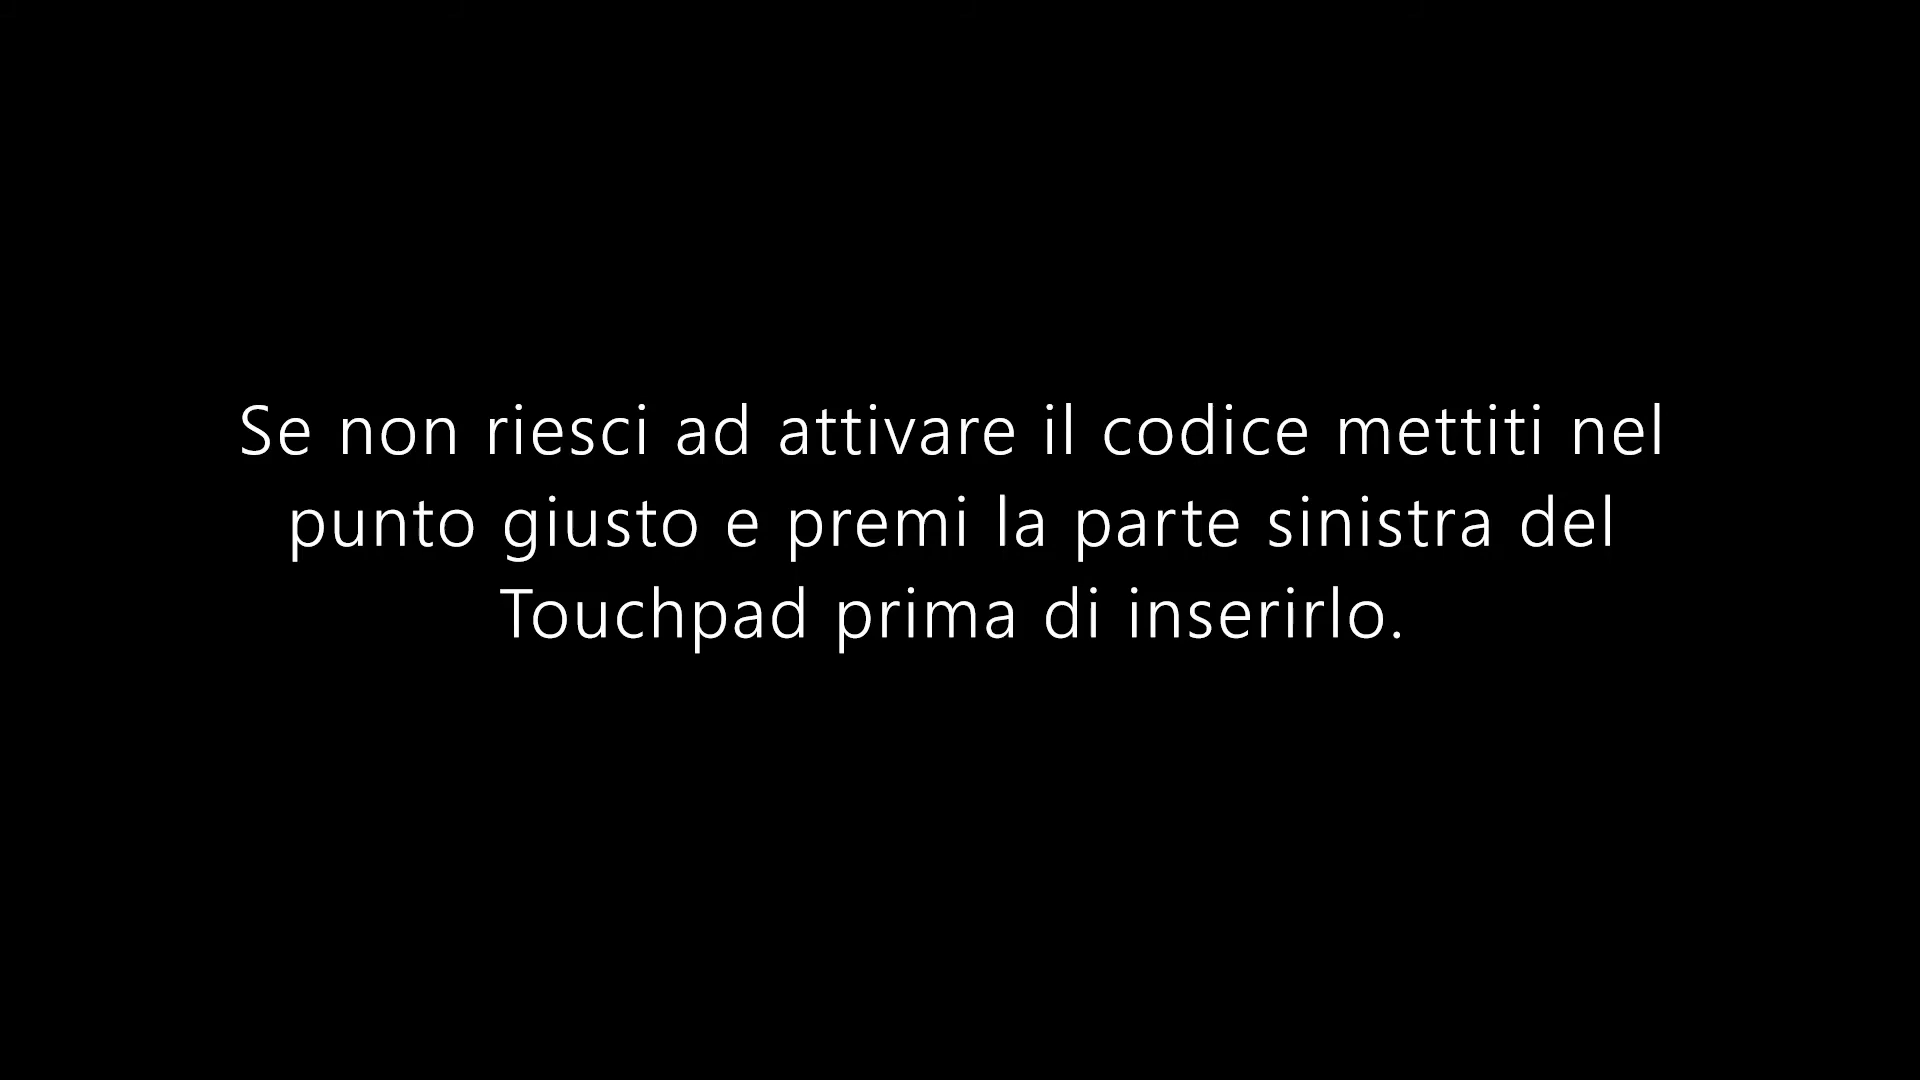 Se non riesci ad attivare il codice mettiti nel
punto giusto e premi la parte sinistra del
Touchpad prima di inserirlo.